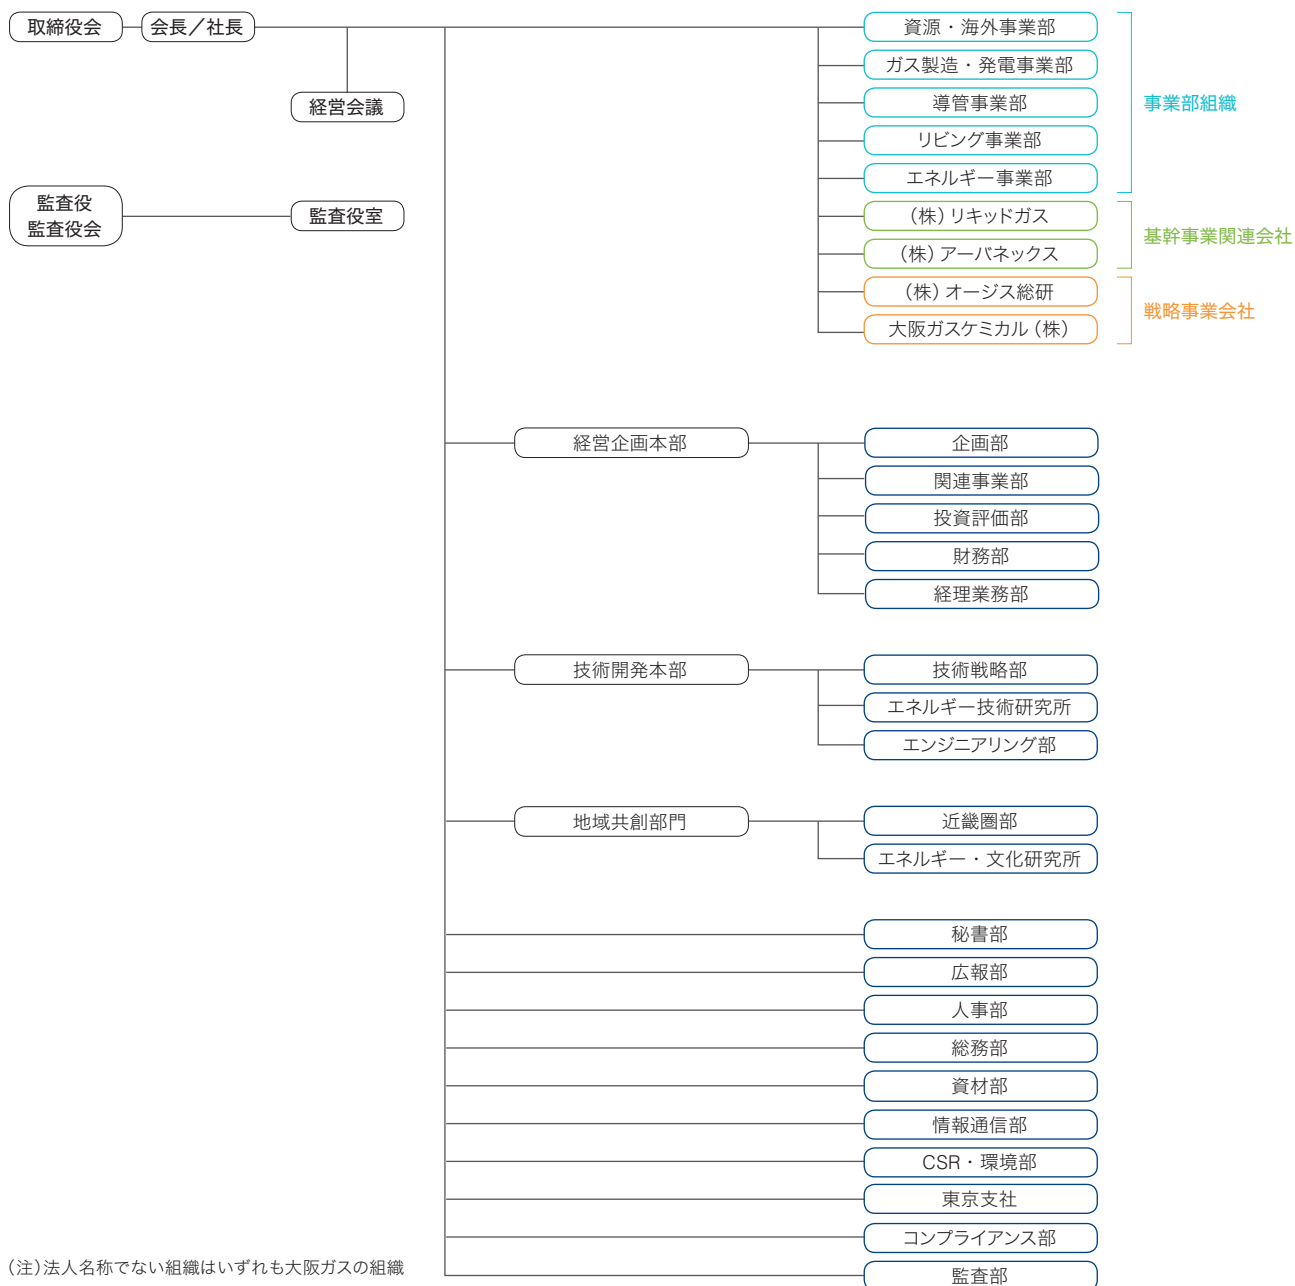 取締役会
会長／社長
経営会議
監査役
監査役会
監査役室
資源・海外事業部
ガス製造・発電事業部
導管事業部
リビング事業部
エネルギー事業部
事業部組織
（株）リキッドガス
（株）アーバネックス
基幹事業関連会社
（株）オージス総研
大阪ガスケミカル（株）
戦略事業会社
経営企画本部
企画部
関連事業部
投資評価部
財務部
経理業務部
技術開発本部
技術戦略部
エネルギー技術研究所
エンジニアリング部
地域共創部門
近畿圏部
エネルギー・文化研究所
秘書部
広報部
人事部
総務部
資材部
情報通信部
CSR・環境部
東京支社
コンプライアンス部
監査部
（注）法人名称でない組織はいずれも大阪ガスの組織